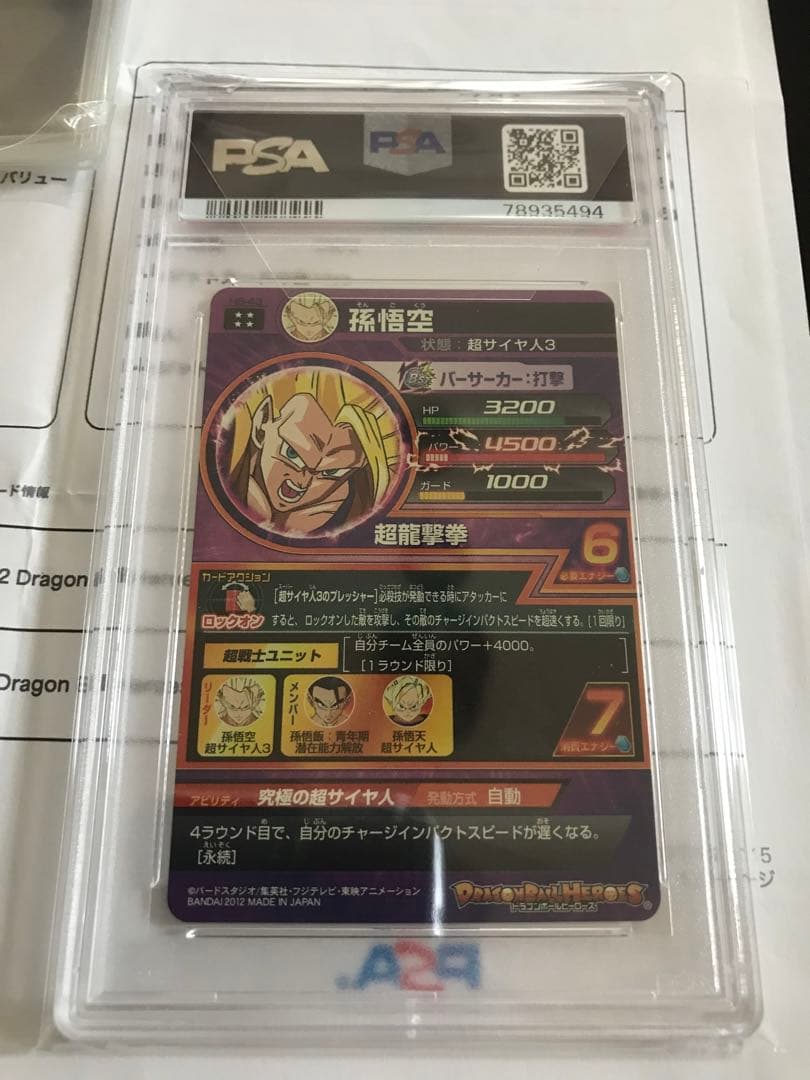 バリュー
PSA
PSA
78935494
孫悟空
そんごくう
状態：超サイヤ人3
バーサーカー：打撃
HP 3200
パワー 4500
ガード 1000
超龍撃拳
6
必要エナジー
カードアクション
ロックオン
[超サイヤ人3のプレッシャー]必殺技が発動できる時にアタッカーに
すると、ロックオンした敵を攻撃し、その敵のチャージインパクトスピードを超速くする。[1回限り]
超戦士ユニット
自分チーム全員のパワー+4000。
[1ラウンド限り]
リーダー
孫悟空
超サイヤ人3
メンバー
孫悟飯：青年期
潜在能力解放
孫悟天
超サイヤ人
7
消費エナジー
アビリティ 究極の超サイヤ人 発動方式 自動
4ラウンド目で、自分のチャージインパクトスピードが遅くなる。
[永続]
©バードスタジオ/集英社・フジテレビ・東映アニメーション
BANDAI 2012 MADE IN JAPAN
DRAGONBALL HEROES
ドラゴンボールヒーローズ
PSA
ード情報
2 Dragon
Dragon